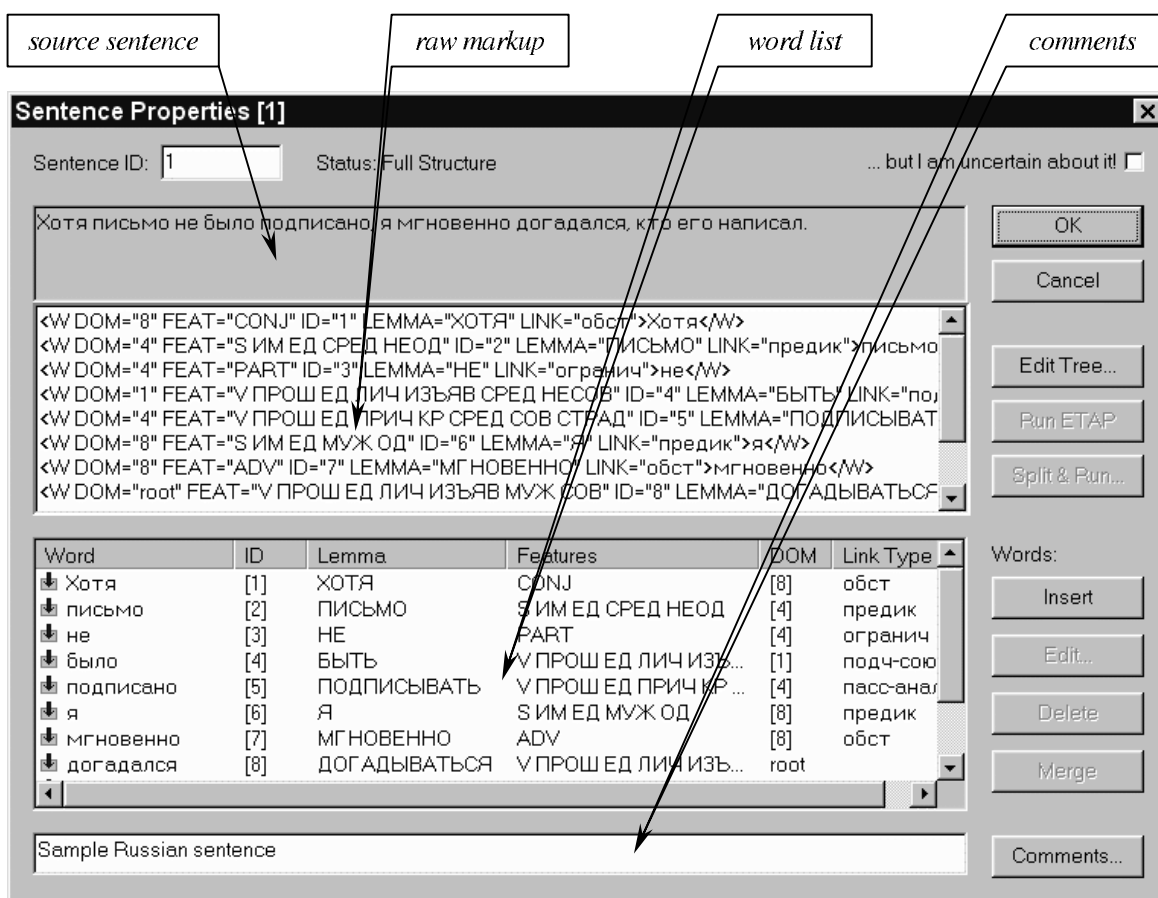 source sentence
raw markup
word list
comments
Sentence Properties [1]
Sentence ID: 1 Status: Full Structure ... but I am uncertain about it!
Хотя письмо не было подписано, я мгновенно догадался, кто его написал.
OK
Cancel
<W DOM="8" FEAT="CONJ" ID="1" LEMMA="ХОТЯ" LINK="обст">Хотя</W>
<W DOM="4" FEAT="S ИМ ЕД СРЕД НЕОД" ID="2" LEMMA="ПИСЬМО" LINK="предик">письмо
<W DOM="4" FEAT="PART" ID="3" LEMMA="НЕ" LINK="огранич">не</W>
<W DOM="1" FEAT="V ПРОШ ЕД ЛИЧ ИЗЪЯВ СРЕД НЕСОВ" ID="4" LEMMA="БЫТЬ" LINK="под
<W DOM="4" FEAT="V ПРОШ ЕД ПРИЧ КР СРЕД СОВ СТРАД" ID="5" LEMMA="ПОДПИСЫВАТ
<W DOM="8" FEAT="S ИМ ЕД МУЖ ОД" ID="6" LEMMA="Я" LINK="предик">я</W>
<W DOM="8" FEAT="ADV" ID="7" LEMMA="МГНОВЕННО" LINK="обст">мгновенно</W>
<W DOM="root" FEAT="V ПРОШ ЕД ЛИЧ ИЗЪЯВ МУЖ СОВ" ID="8" LEMMA="ДОГАДЫВАТЬСЯ
Edit Tree...
Run ETAP
Split & Run...
Word ID Lemma Features DOM Link Type
Хотя [1] ХОТЯ CONJ [8] обст
письмо [2] ПИСЬМО S ИМ ЕД СРЕД НЕОД [4] предик
не [3] НЕ PART [4] огранич
было [4] БЫТЬ V ПРОШ ЕД ЛИЧ ИЗЪ... [1] подч-сою
подписано [5] ПОДПИСЫВАТЬ V ПРОШ ЕД ПРИЧ КР ... [4] пасс-анал
я [6] Я S ИМ ЕД МУЖ ОД [8] предик
мгновенно [7] МГНОВЕННО ADV [8] обст
догадался [8] ДОГАДЫВАТЬСЯ V ПРОШ ЕД ЛИЧ ИЗЪ... root
Words:
Insert
Edit...
Delete
Merge
Sample Russian sentence
Comments...